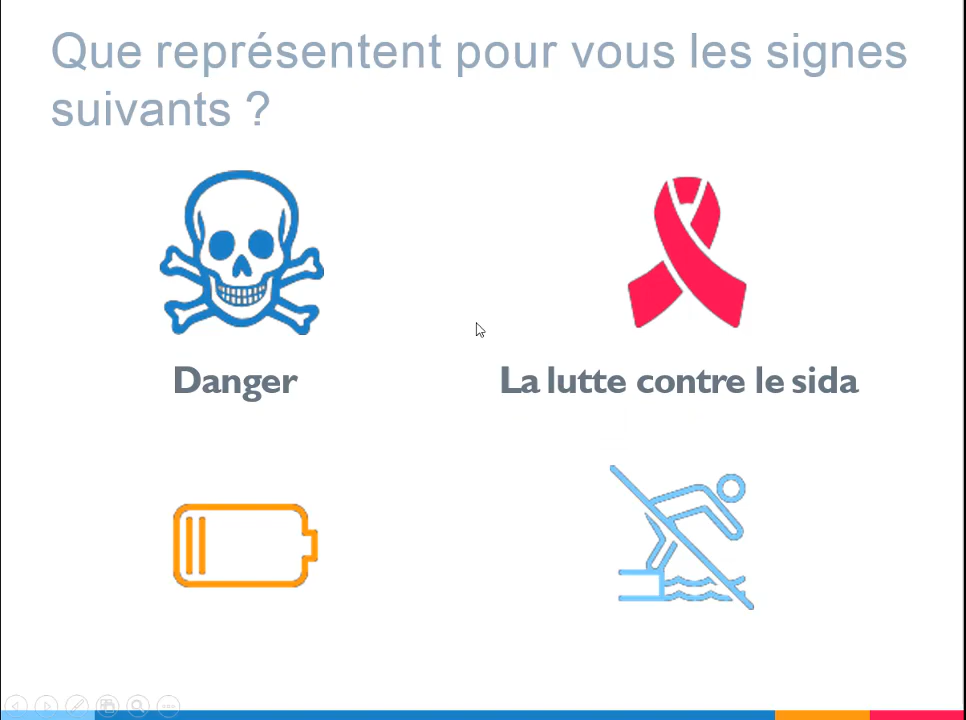 Que représentent pour vous les signes
suivants ?
Danger
La lutte contre le sida